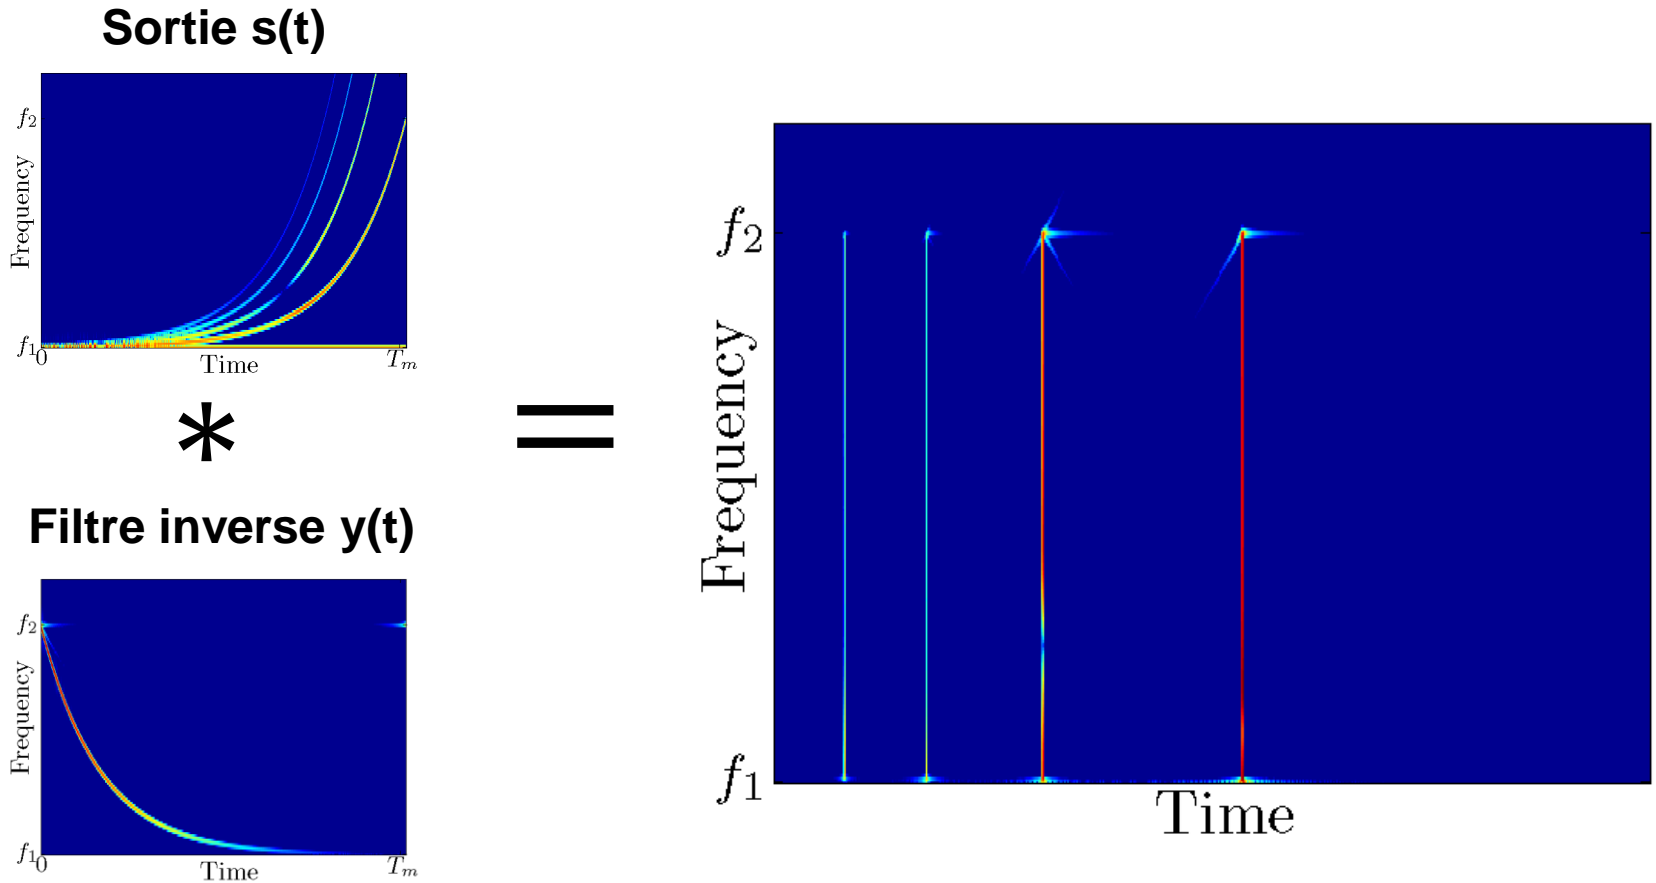 Sortie s(t)
f₂
Frequency
f₁
0
Time
Tₘ
*
=
Filtre inverse y(t)
f₂
Frequency
f₁
0
Time
Tₘ
f₂
Frequency
f₁
Time